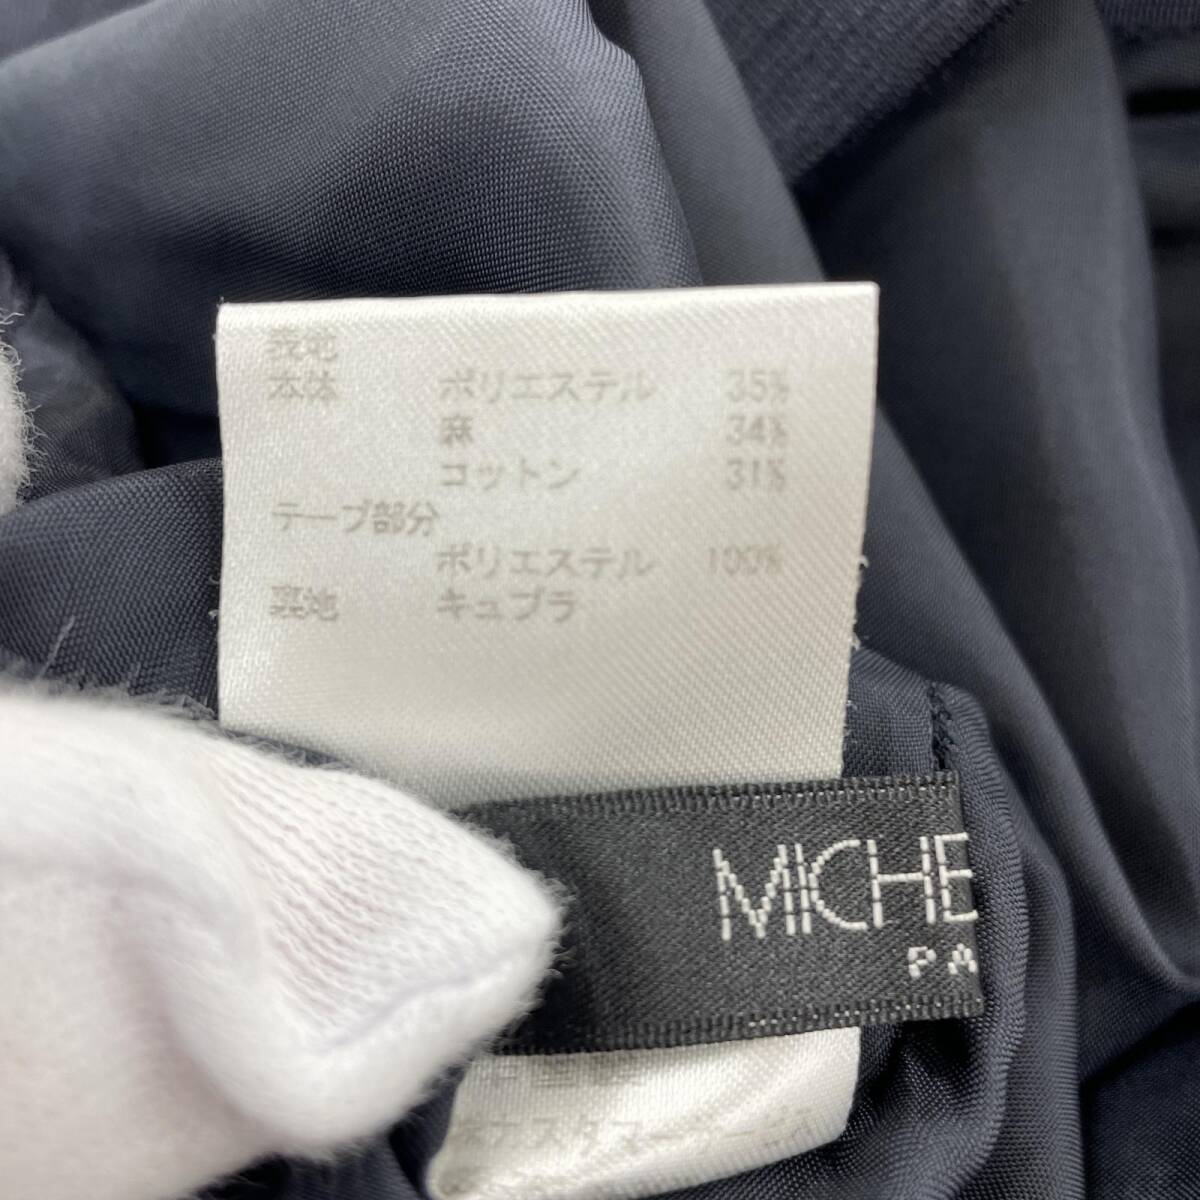 表地
本体 ポリエステル 35%
麻 34%
コットン 31%
テープ部分
ポリエステル 100%
裏地 キュプラ
MICHE
PA